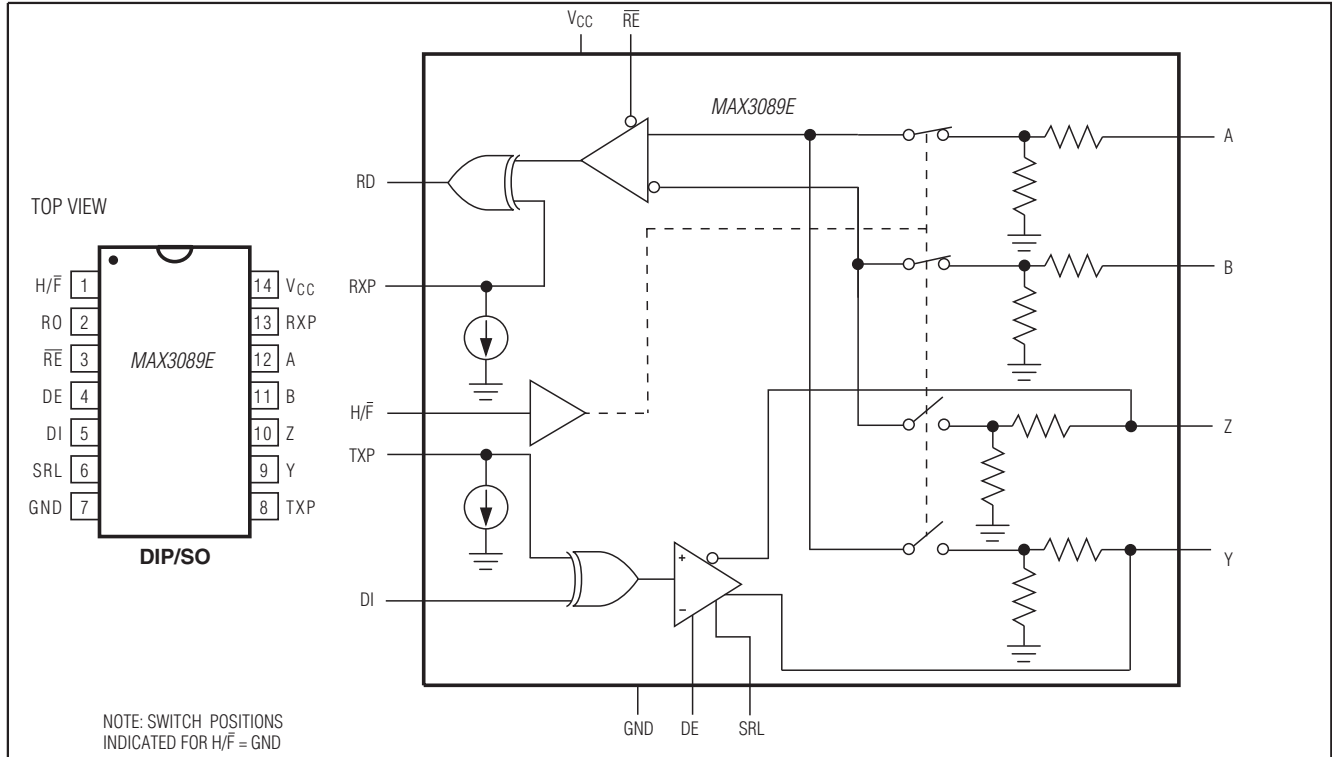 TOP VIEW
H/F̅ 1
RO 2
R̅E̅ 3
DE 4
DI 5
SRL 6
GND 7
MAX3089E
14 VCC
13 RXP
12 A
11 B
10 Z
9 Y
8 TXP
DIP/SO
NOTE: SWITCH POSITIONS
INDICATED FOR H/F̅ = GND
VCC
R̅E̅
MAX3089E
RD
RXP
H/F̅
TXP
DI
+
−
A
B
Z
Y
GND
DE
SRL